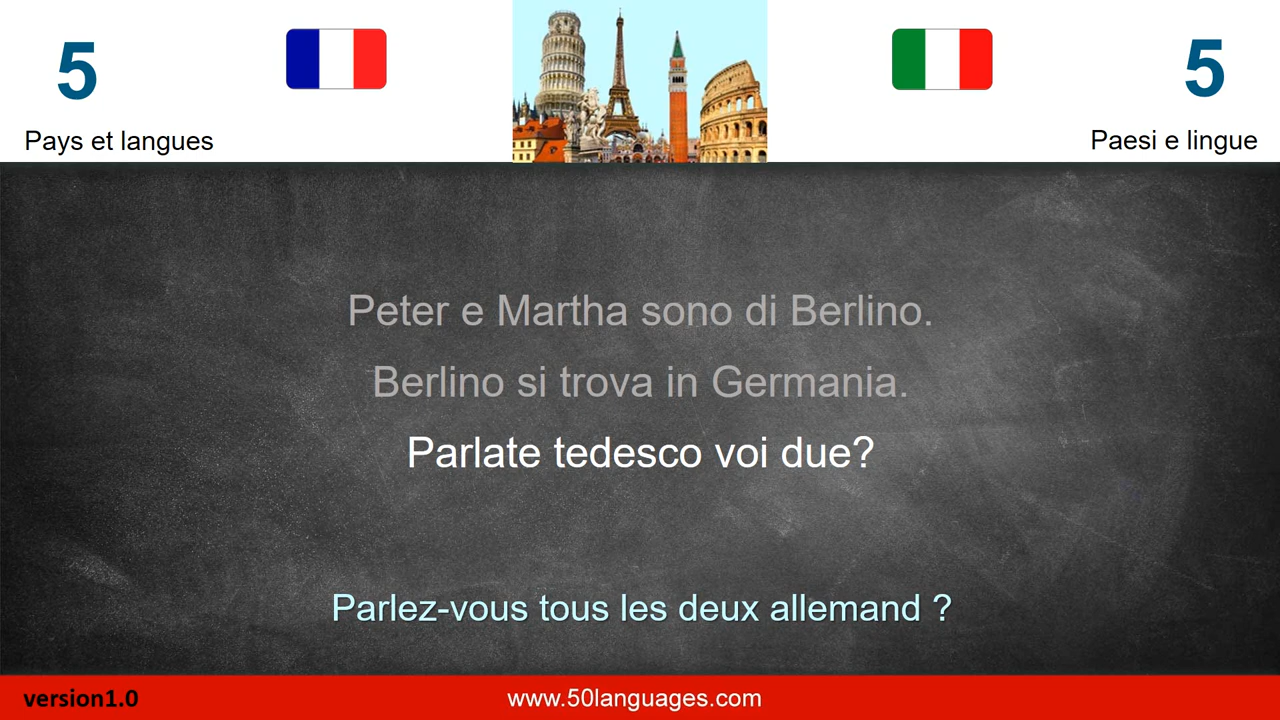 5
5
Pays et langues
Paesi e lingue
Peter e Martha sono di Berlino.
Berlino si trova in Germania.
Parlate tedesco voi due?
Parlez-vous tous les deux allemand ?
version1.0
www.50languages.com